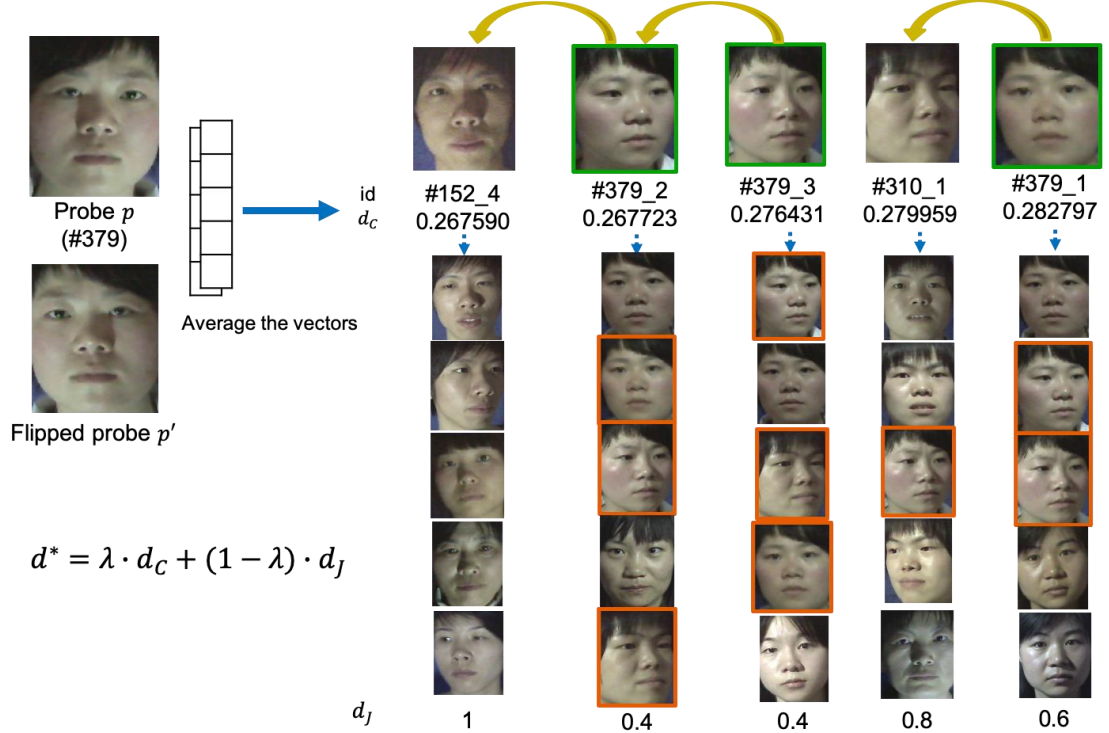 Probe p
(#379)
Flipped probe p′
Average the vectors
d* = λ · d_C + (1 − λ) · d_J
id
d_C
#152_4
0.267590
#379_2
0.267723
#379_3
0.276431
#310_1
0.279959
#379_1
0.282797
d_J
1
0.4
0.4
0.8
0.6